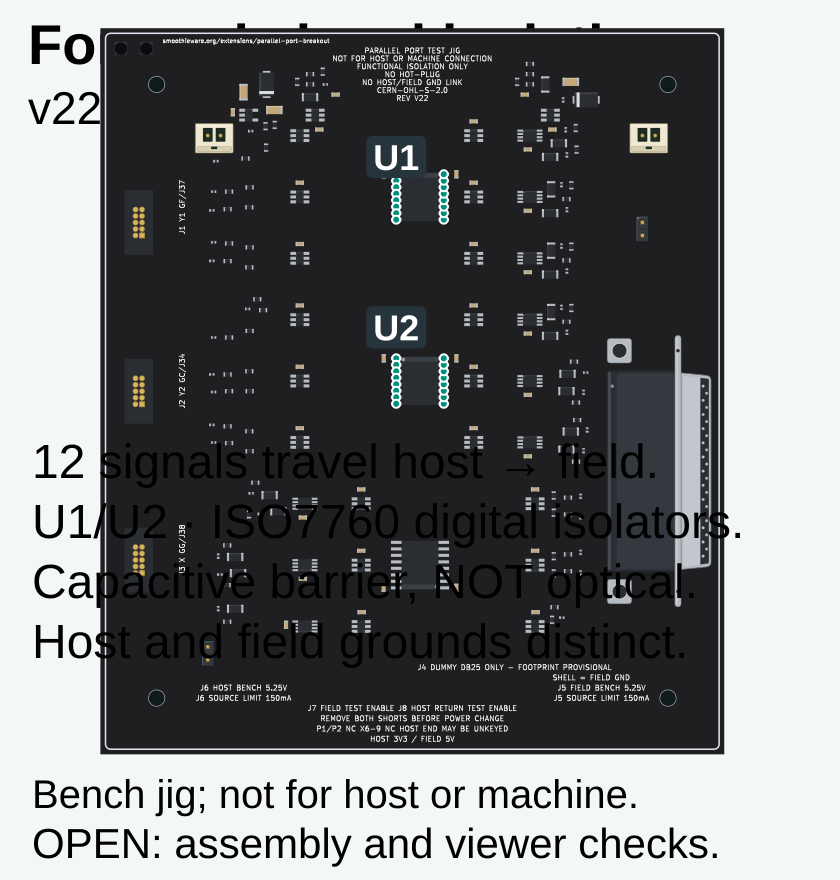 Fo
v22
smoothieware.org/extensions/parallel-port-breakout
PARALLEL PORT TEST JIG
NOT FOR HOST OR MACHINE CONNECTION
FUNCTIONAL ISOLATION ONLY
NO HOT-PLUG
NO HOST/FIELD GND LINK
CERN-OHL-S-2.0
REV V22
U1
J1 Y1 GF/J37
U2
J2 Y2 GC/J34
12 signals travel host → field.
U1/U2 · ISO7760 digital isolators.
J3 X GG/J38
Capacitive barrier, NOT optical.
Host and field grounds distinct.
J4 DUMMY DB25 ONLY – FOOTPRINT PROVISIONAL
SHELL = FIELD GND
J6 HOST BENCH 5.25V
J6 SOURCE LIMIT 150mA
J5 FIELD BENCH 5.25V
J5 SOURCE LIMIT 150mA
J7 FIELD TEST ENABLE J8 HOST RETURN TEST ENABLE
REMOVE BOTH SHORTS BEFORE POWER CHANGE
P1/P2 NC X6-9 NC HOST END MAY BE UNKEYED
HOST 3V3 / FIELD 5V
Bench jig; not for host or machine.
OPEN: assembly and viewer checks.